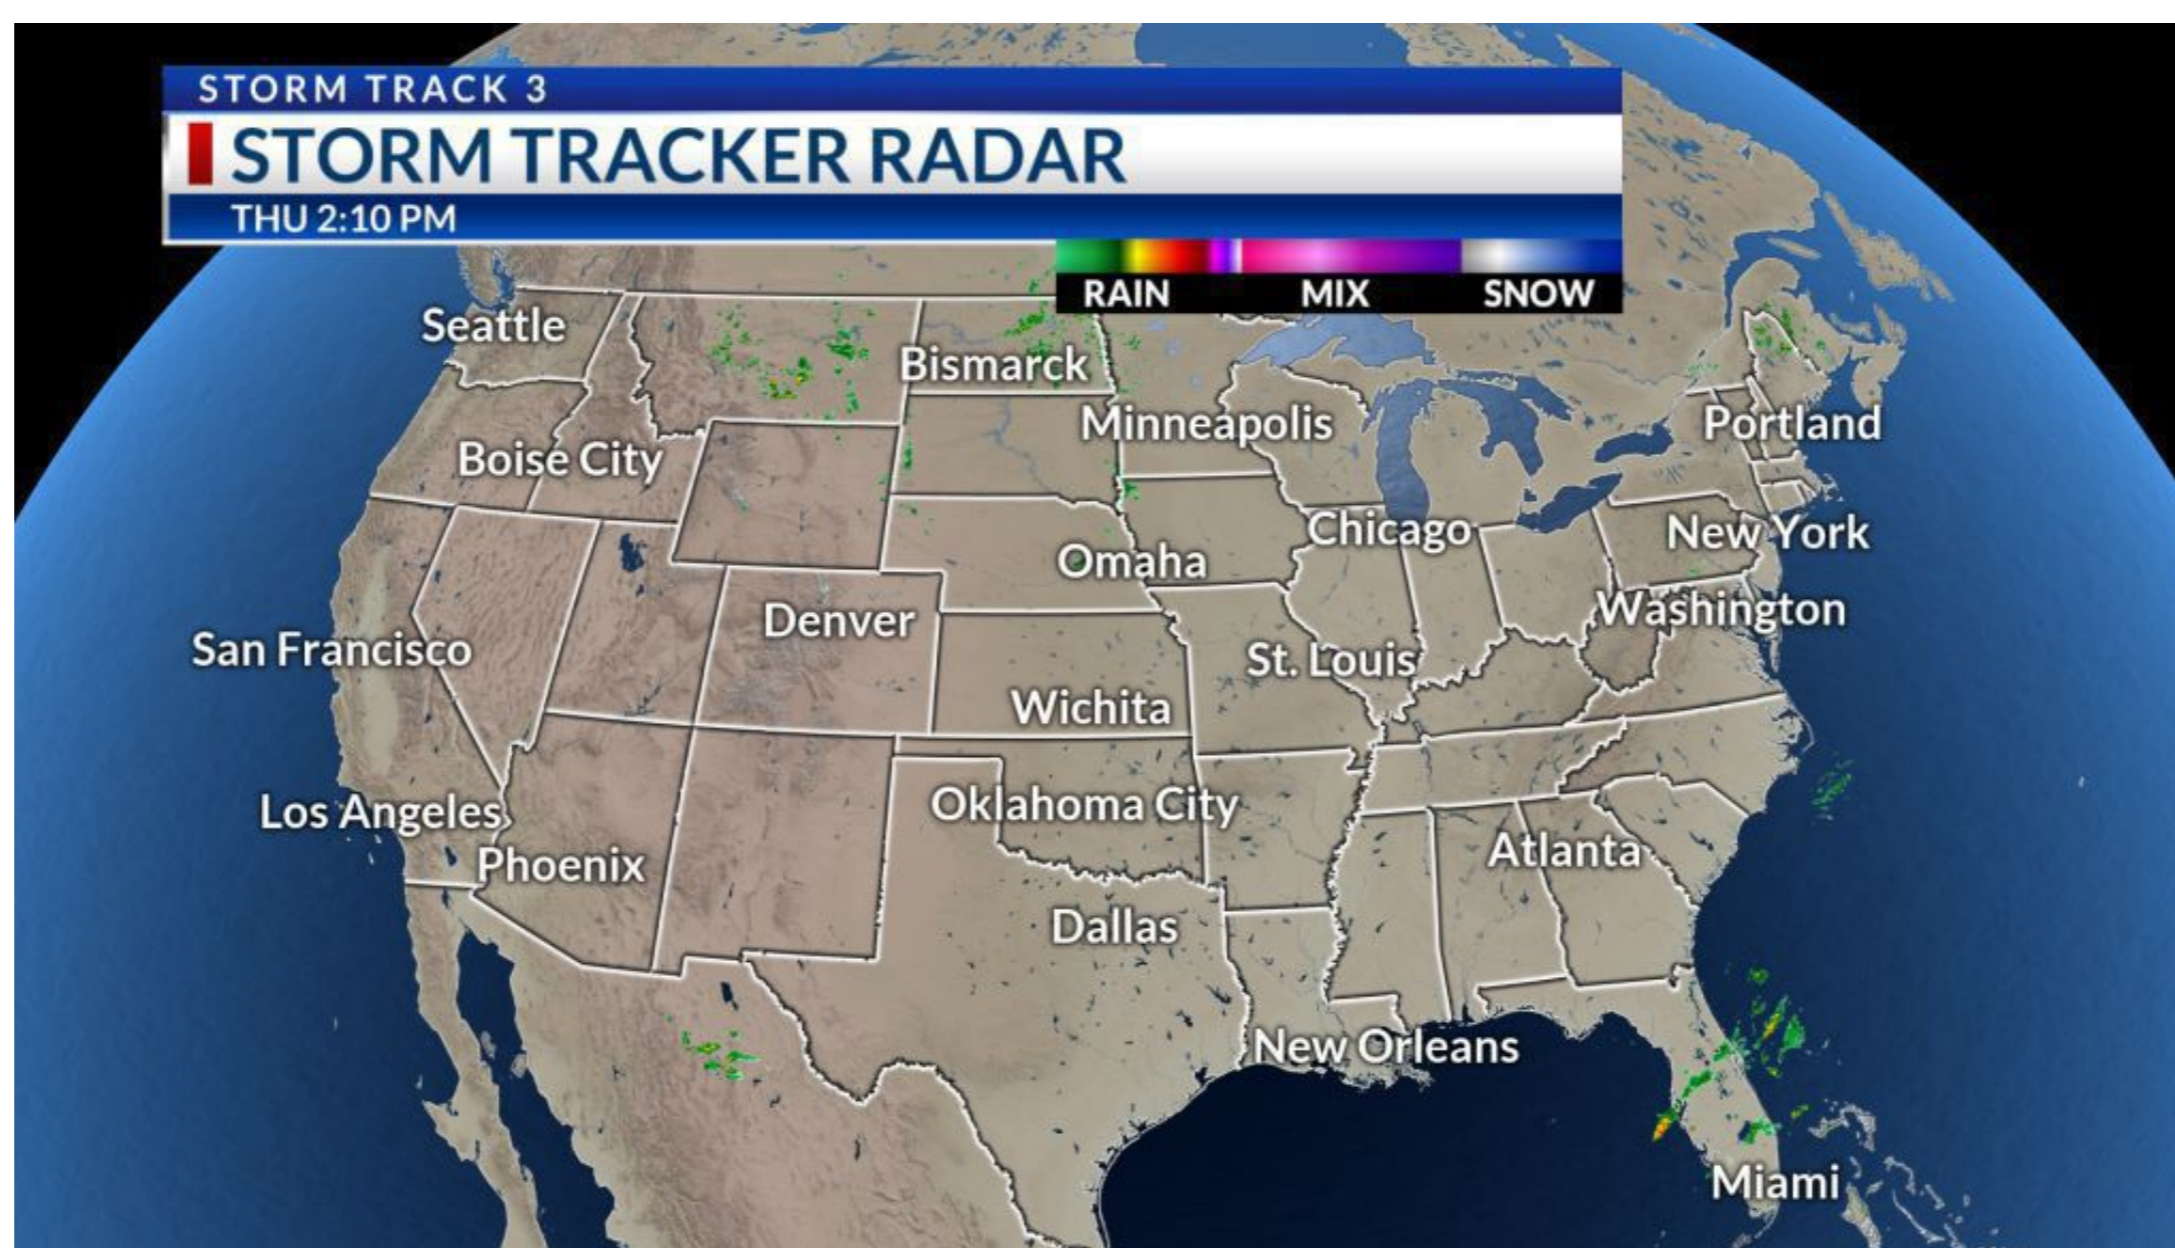 STORM TRACK 3
STORM TRACKER RADAR
THU 2:10 PM
RAIN MIX SNOW
Seattle
Bismarck
Minneapolis
Portland
Boise City
Chicago
New York
Omaha
Denver
Washington
San Francisco
St. Louis
Wichita
Los Angeles
Oklahoma City
Phoenix
Atlanta
Dallas
New Orleans
Miami